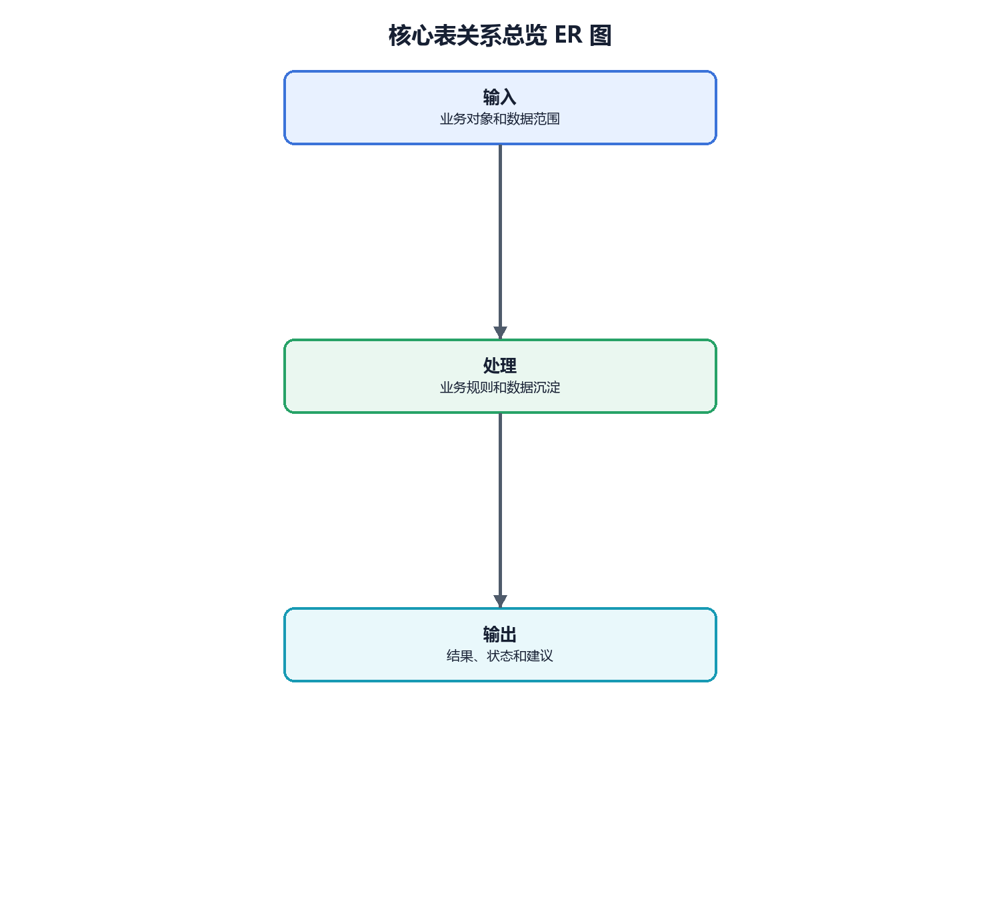 核心表关系总览 ER 图
输入
业务对象和数据范围
处理
业务规则和数据沉淀
输出
结果、状态和建议